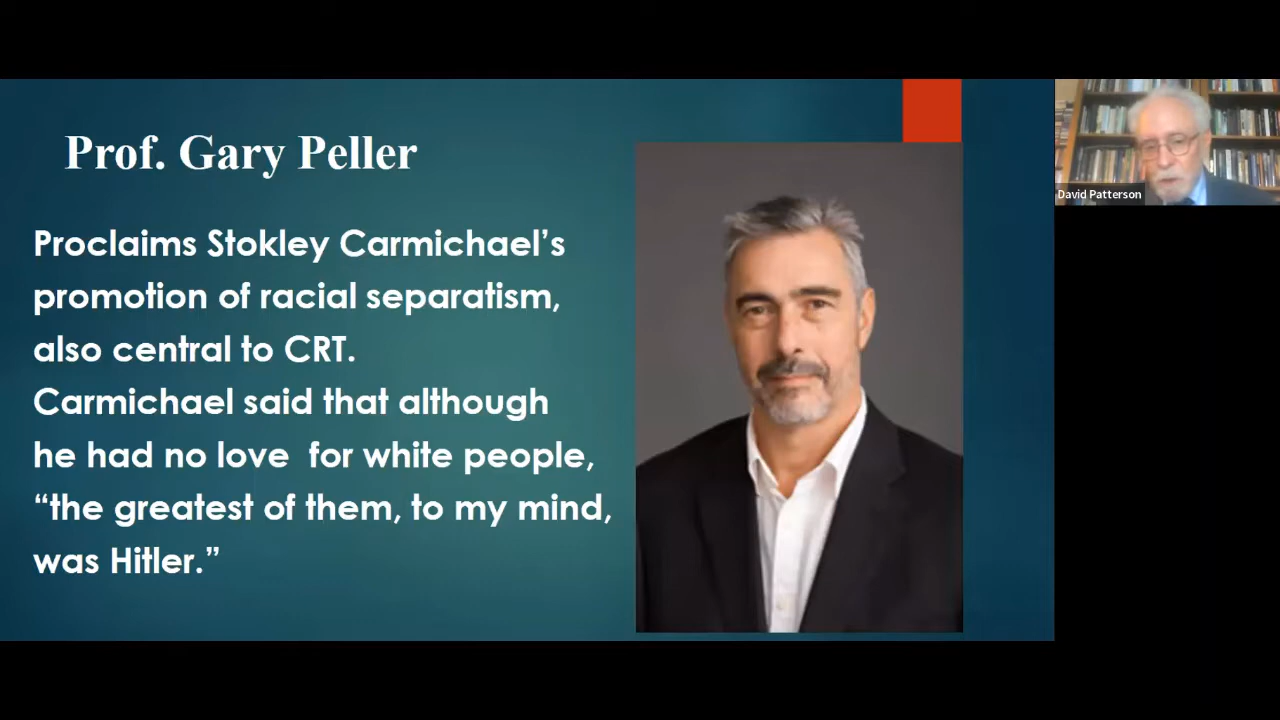 Prof. Gary Peller
Proclaims Stokley Carmichael’s
promotion of racial separatism,
also central to CRT.
Carmichael said that although
he had no love for white people,
“the greatest of them, to my mind,
was Hitler.”
David Patterson